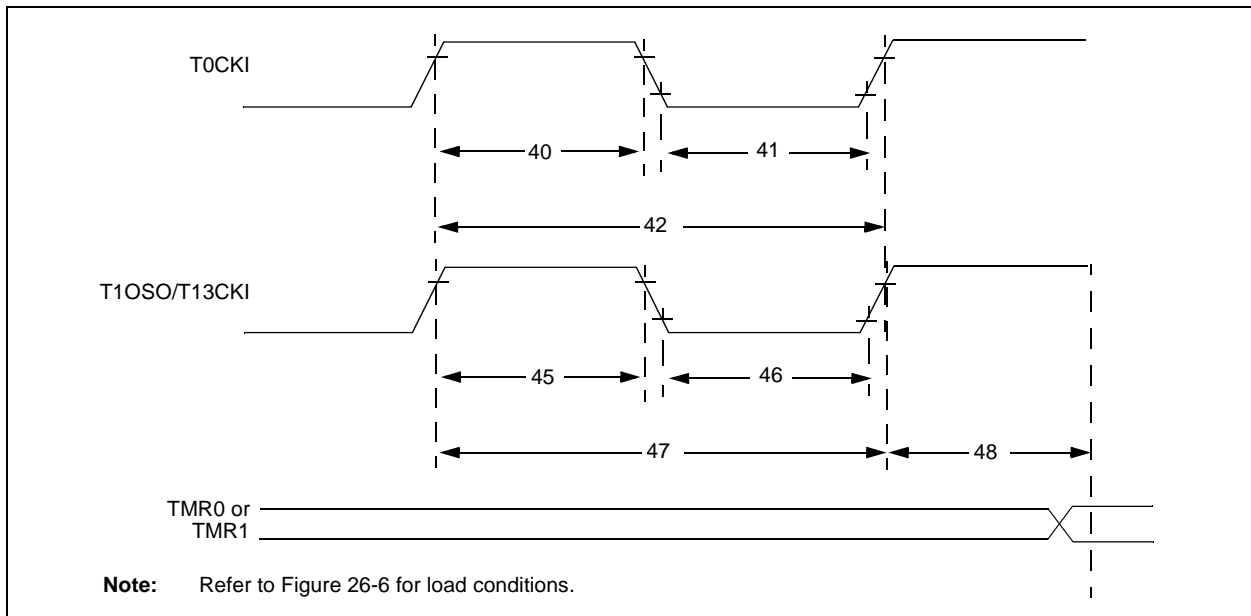 T0CKI
40
41
42
T1OSO/T13CKI
45
46
47
48
TMR0 or
TMR1
Note: Refer to Figure 26-6 for load conditions.